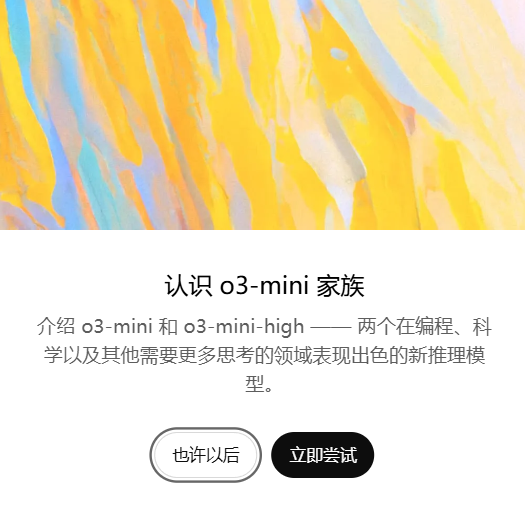 认识 o3-mini 家族
介绍 o3-mini 和 o3-mini-high —— 两个在编程、科
学以及其他需要更多思考的领域表现出色的新推理模
型。
也许以后
立即尝试